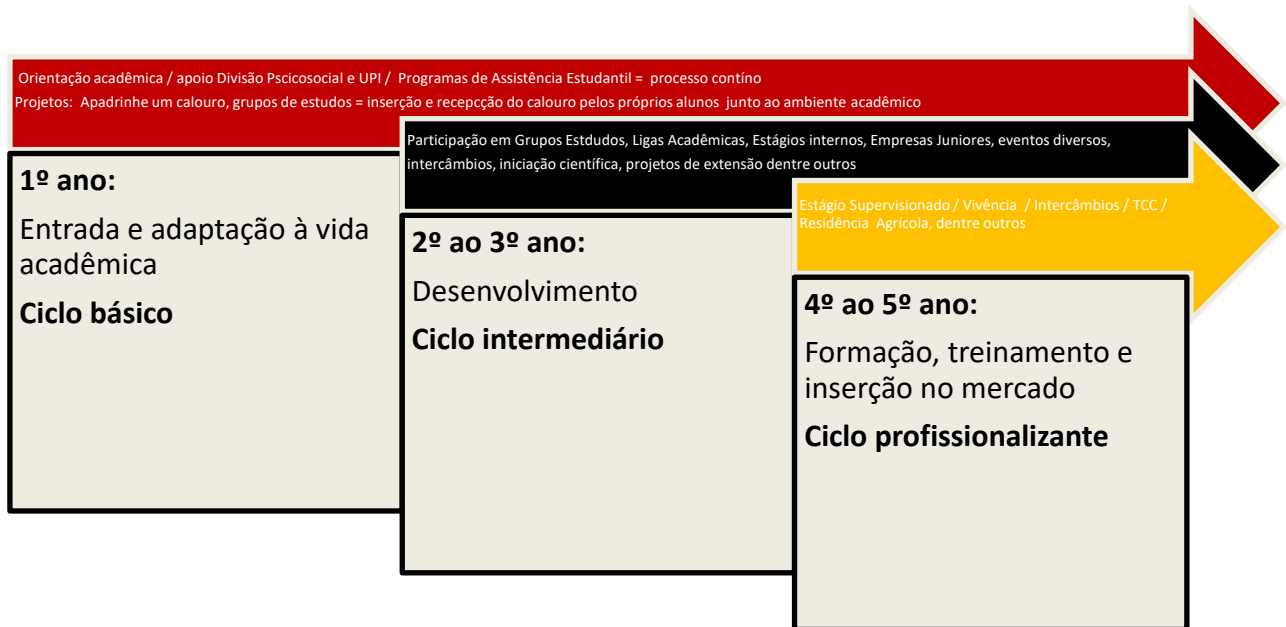 Orientação acadêmica / apoio Divisão Pscicosocial e UPI / Programas de Assistência Estudantil = processo contíno
Projetos: Apadrinhe um calouro, grupos de estudos = inserção e recepcção do calouro pelos próprios alunos junto ao ambiente acadêmico
Participação em Grupos Estdudos, Ligas Acadêmicas, Estágios internos, Empresas Juniores, eventos diversos,
intercâmbios, iniciação científica, projetos de extensão dentre outros
Estágio Supervisionado / Vivência / Intercâmbios / TCC /
Residência Agrícola, dentre outros
1º ano:
Entrada e adaptação à vida
acadêmica
Ciclo básico
2º ao 3º ano:
Desenvolvimento
Ciclo intermediário
4º ao 5º ano:
Formação, treinamento e
inserção no mercado
Ciclo profissionalizante